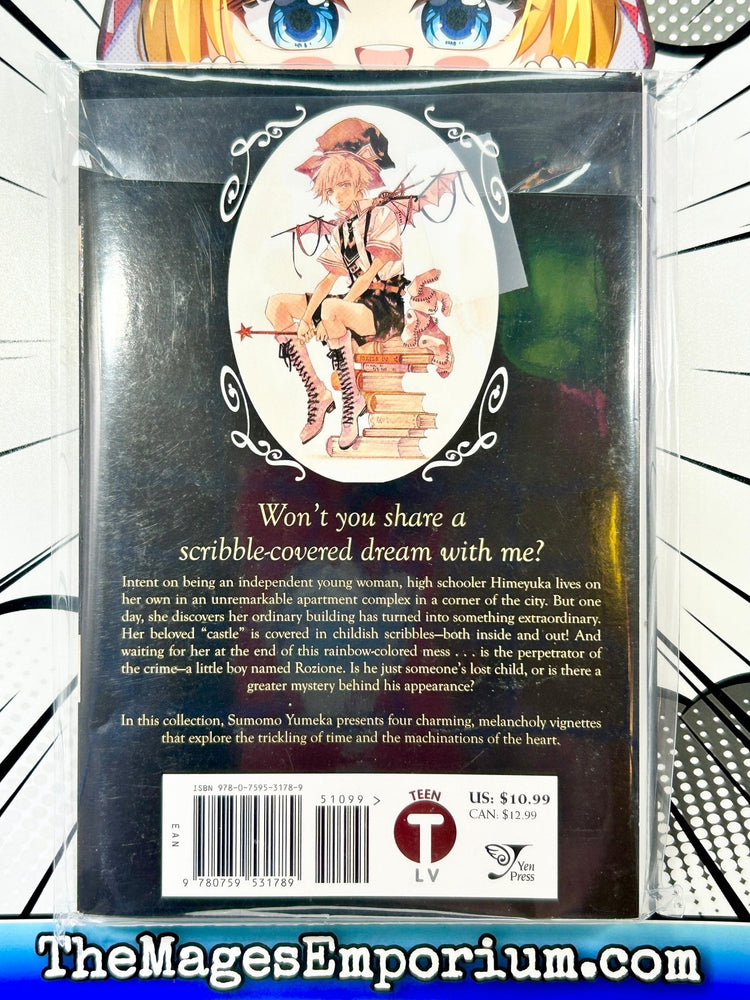 Won't you share a
scribble-covered dream with me?
Intent on being an independent young woman, high schooler Himeyuka lives on
her own in an unremarkable apartment complex in a corner of the city. But one
day, she discovers her ordinary building has turned into something extraordinary.
Her beloved "castle" is covered in childish scribbles—both inside and out! And
waiting for her at the end of this rainbow-colored mess . . . is the perpetrator of
the crime—a little boy named Rozione. Is he just someone's lost child, or is there a
greater mystery behind his appearance?
In this collection, Sumomo Yumeka presents four charming, melancholy vignettes
that explore the trickling of time and the machinations of the heart.
ISBN 978-0-7595-3178-9
51099 >
EAN
9 780759 531789
TEEN
T
LV
US: $10.99
CAN: $12.99
Yen
Press
TheMagesEmporium.com